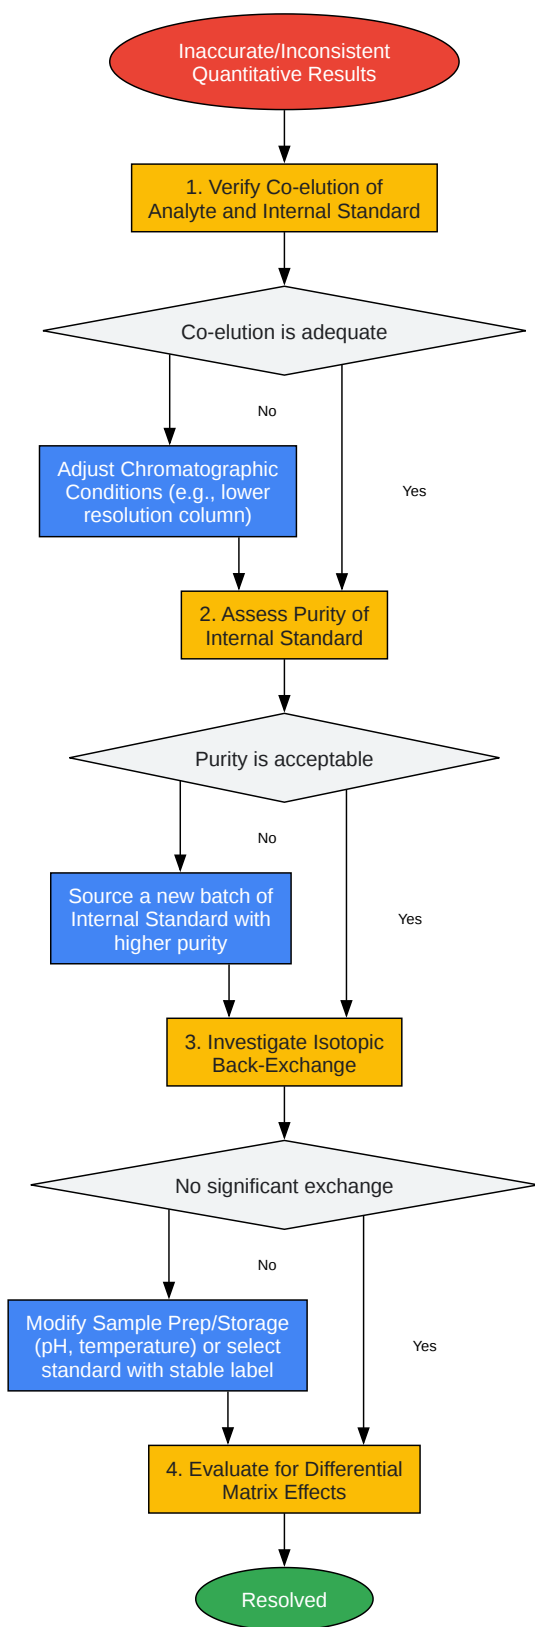 Inaccurate/Inconsistent
Quantitative Results
1. Verify Co-elution of
Analyte and Internal Standard
Co-elution is adequate
No
Adjust Chromatographic
Conditions (e.g., lower
resolution column)
Yes
2. Assess Purity of
Internal Standard
Purity is acceptable
No
Source a new batch of
Internal Standard with
higher purity
Yes
3. Investigate Isotopic
Back-Exchange
No significant exchange
No
Modify Sample Prep/Storage
(pH, temperature) or select
standard with stable label
Yes
4. Evaluate for Differential
Matrix Effects
Resolved